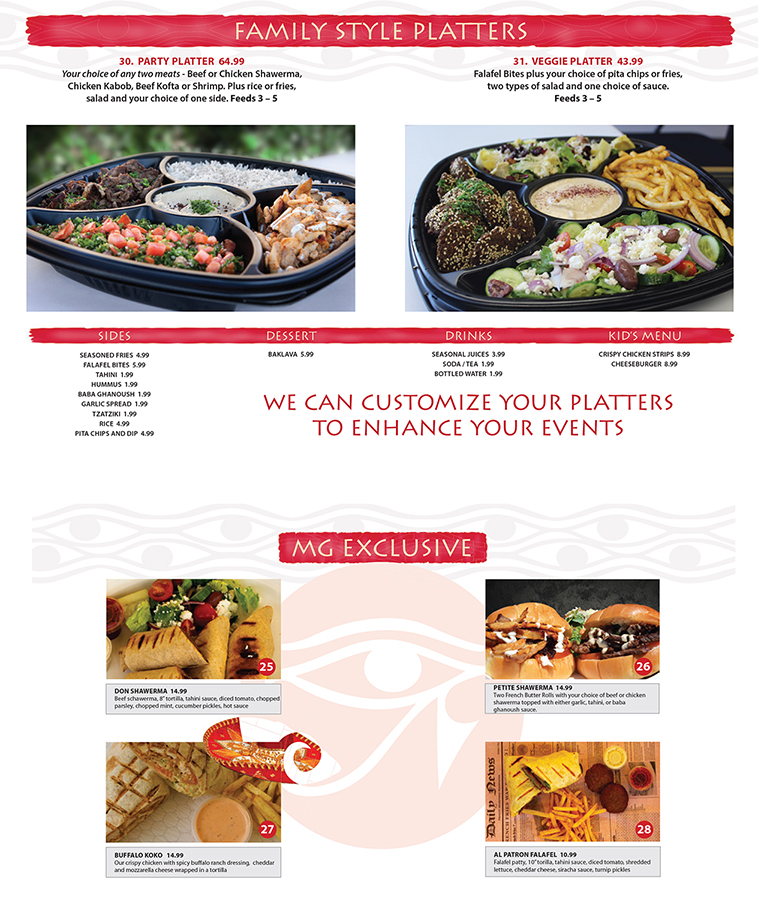 FAMILY STYLE PLATTERS
30. PARTY PLATTER 64.99
Your choice of any two meats - Beef or Chicken Shawerma,
Chicken Kabob, Beef Kofta or Shrimp. Plus rice or fries,
salad and your choice of one side. Feeds 3 – 5
31. VEGGIE PLATTER 43.99
Falafel Bites plus your choice of pita chips or fries,
two types of salad and one choice of sauce.
Feeds 3 – 5
SIDES
SEASONED FRIES 4.99
FALAFEL BITES 5.99
TAHINI 1.99
HUMMUS 1.99
BABA GHANOUSH 1.99
GARLIC SPREAD 1.99
TZATZIKI 1.99
RICE 4.99
PITA CHIPS AND DIP 4.99
DESSERT
BAKLAVA 5.99
DRINKS
SEASONAL JUICES 3.99
SODA / TEA 1.99
BOTTLED WATER 1.99
KID'S MENU
CRISPY CHICKEN STRIPS 8.99
CHEESEBURGER 8.99
WE CAN CUSTOMIZE YOUR PLATTERS
TO ENHANCE YOUR EVENTS
MG EXCLUSIVE
25
DON SHAWERMA 14.99
Beef schawerma, 8" tortilla, tahini sauce, diced tomato, chopped
parsley, chopped mint, cucumber pickles, hot sauce
26
PETITE SHAWERMA 14.99
Two French Butter Rolls with your choice of beef or chicken
shawerma topped with either garlic, tahini, or baba
ghanoush sauce.
27
BUFFALO KOKO 14.99
Our crispy chicken with spicy buffalo ranch dressing, cheddar
and mozzarella cheese wrapped in a tortilla
Daily News
28
AL PATRON FALAFEL 10.99
Falafel patty, 10" torilla, tahini sauce, diced tomato, shredded
lettuce, cheddar cheese, siracha sauce, turnip pickles